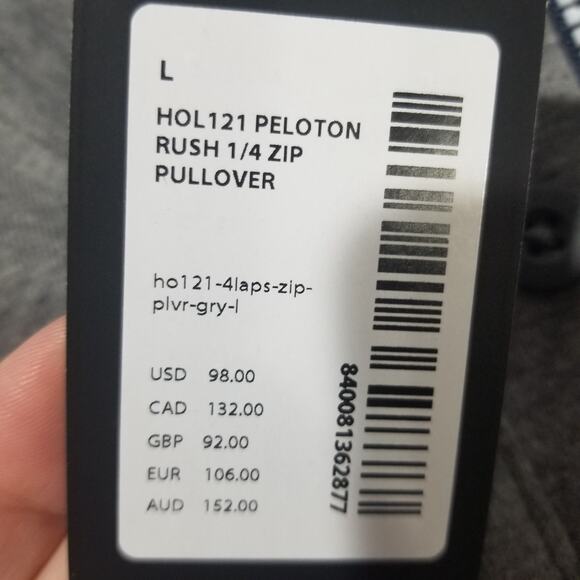 L
HOL121 PELOTON
RUSH 1/4 ZIP
PULLOVER
ho121-4laps-zip-
plvr-gry-l
USD 98.00
CAD 132.00
GBP 92.00
EUR 106.00
AUD 152.00
840081362877